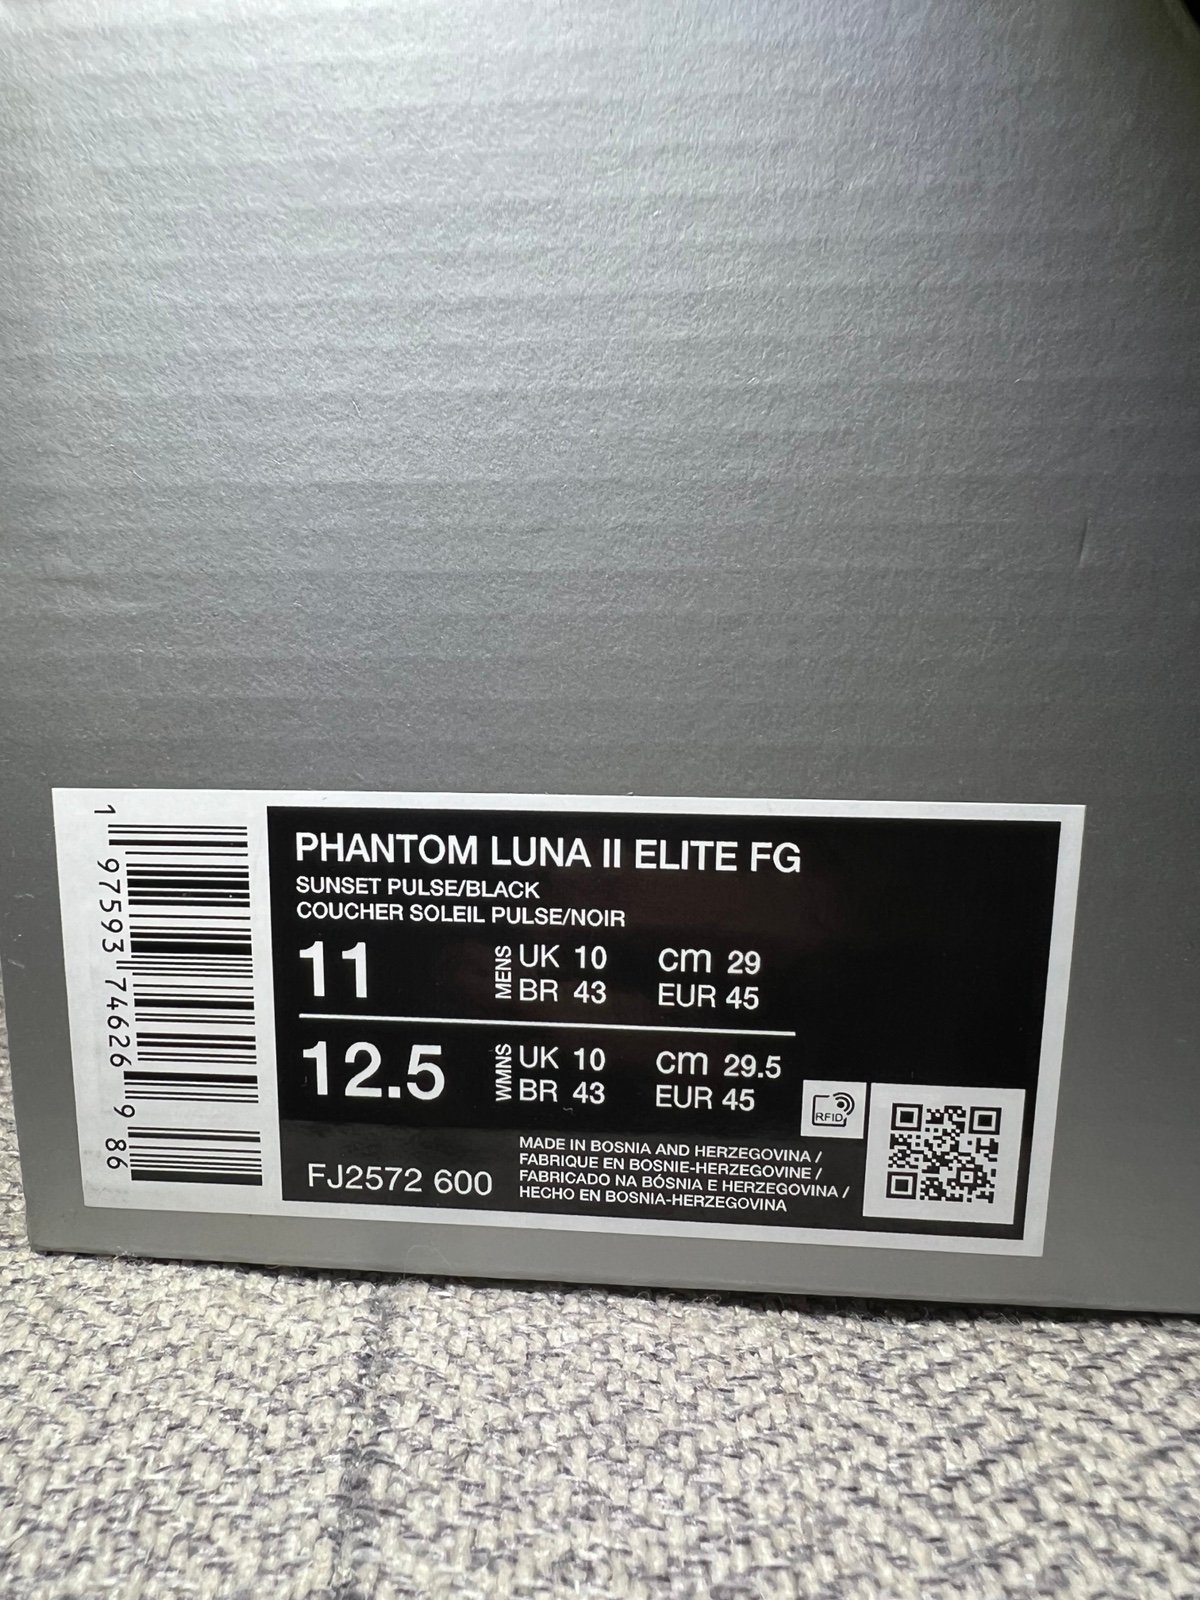 1 97593 74626 9 86
PHANTOM LUNA II ELITE FG
SUNSET PULSE/BLACK
COUCHER SOLEIL PULSE/NOIR
11 MENS UK 10 cm 29
BR 43 EUR 45
12.5 WMNS UK 10 cm 29.5
BR 43 EUR 45
RFID
FJ2572 600
MADE IN BOSNIA AND HERZEGOVINA /
FABRIQUE EN BOSNIE-HERZEGOVINE /
FABRICADO NA BÓSNIA E HERZEGOVINA /
HECHO EN BOSNIA-HERZEGOVINA